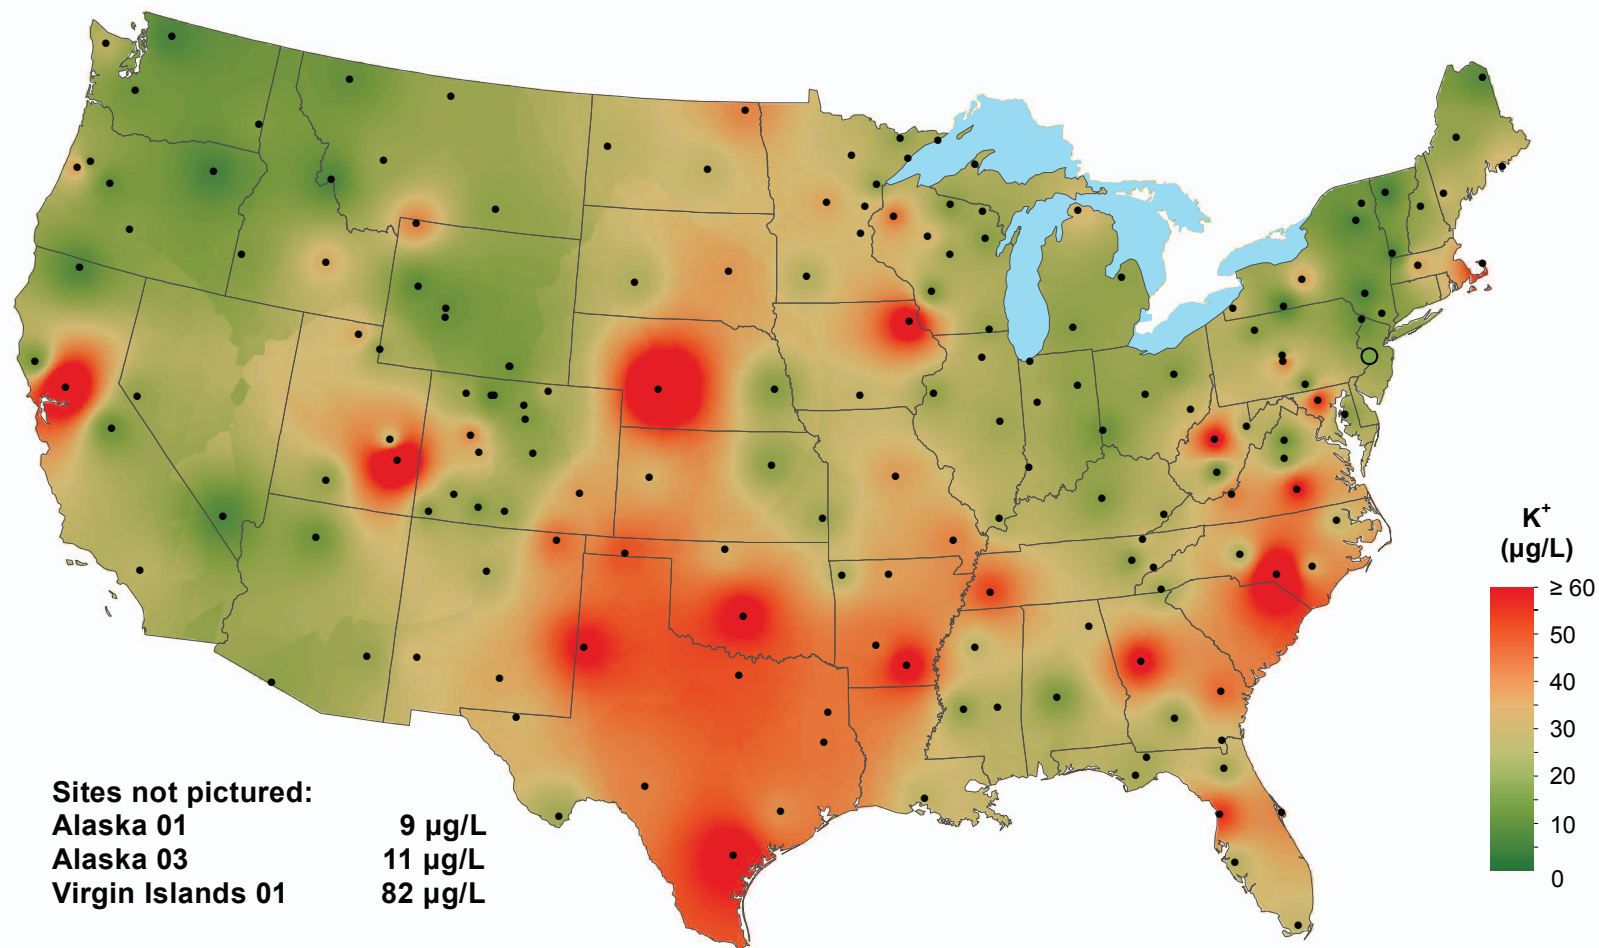 K⁺
(µg/L)
≥ 60
50
40
30
20
10
0
Sites not pictured:
Alaska 01 9 µg/L
Alaska 03 11 µg/L
Virgin Islands 01 82 µg/L